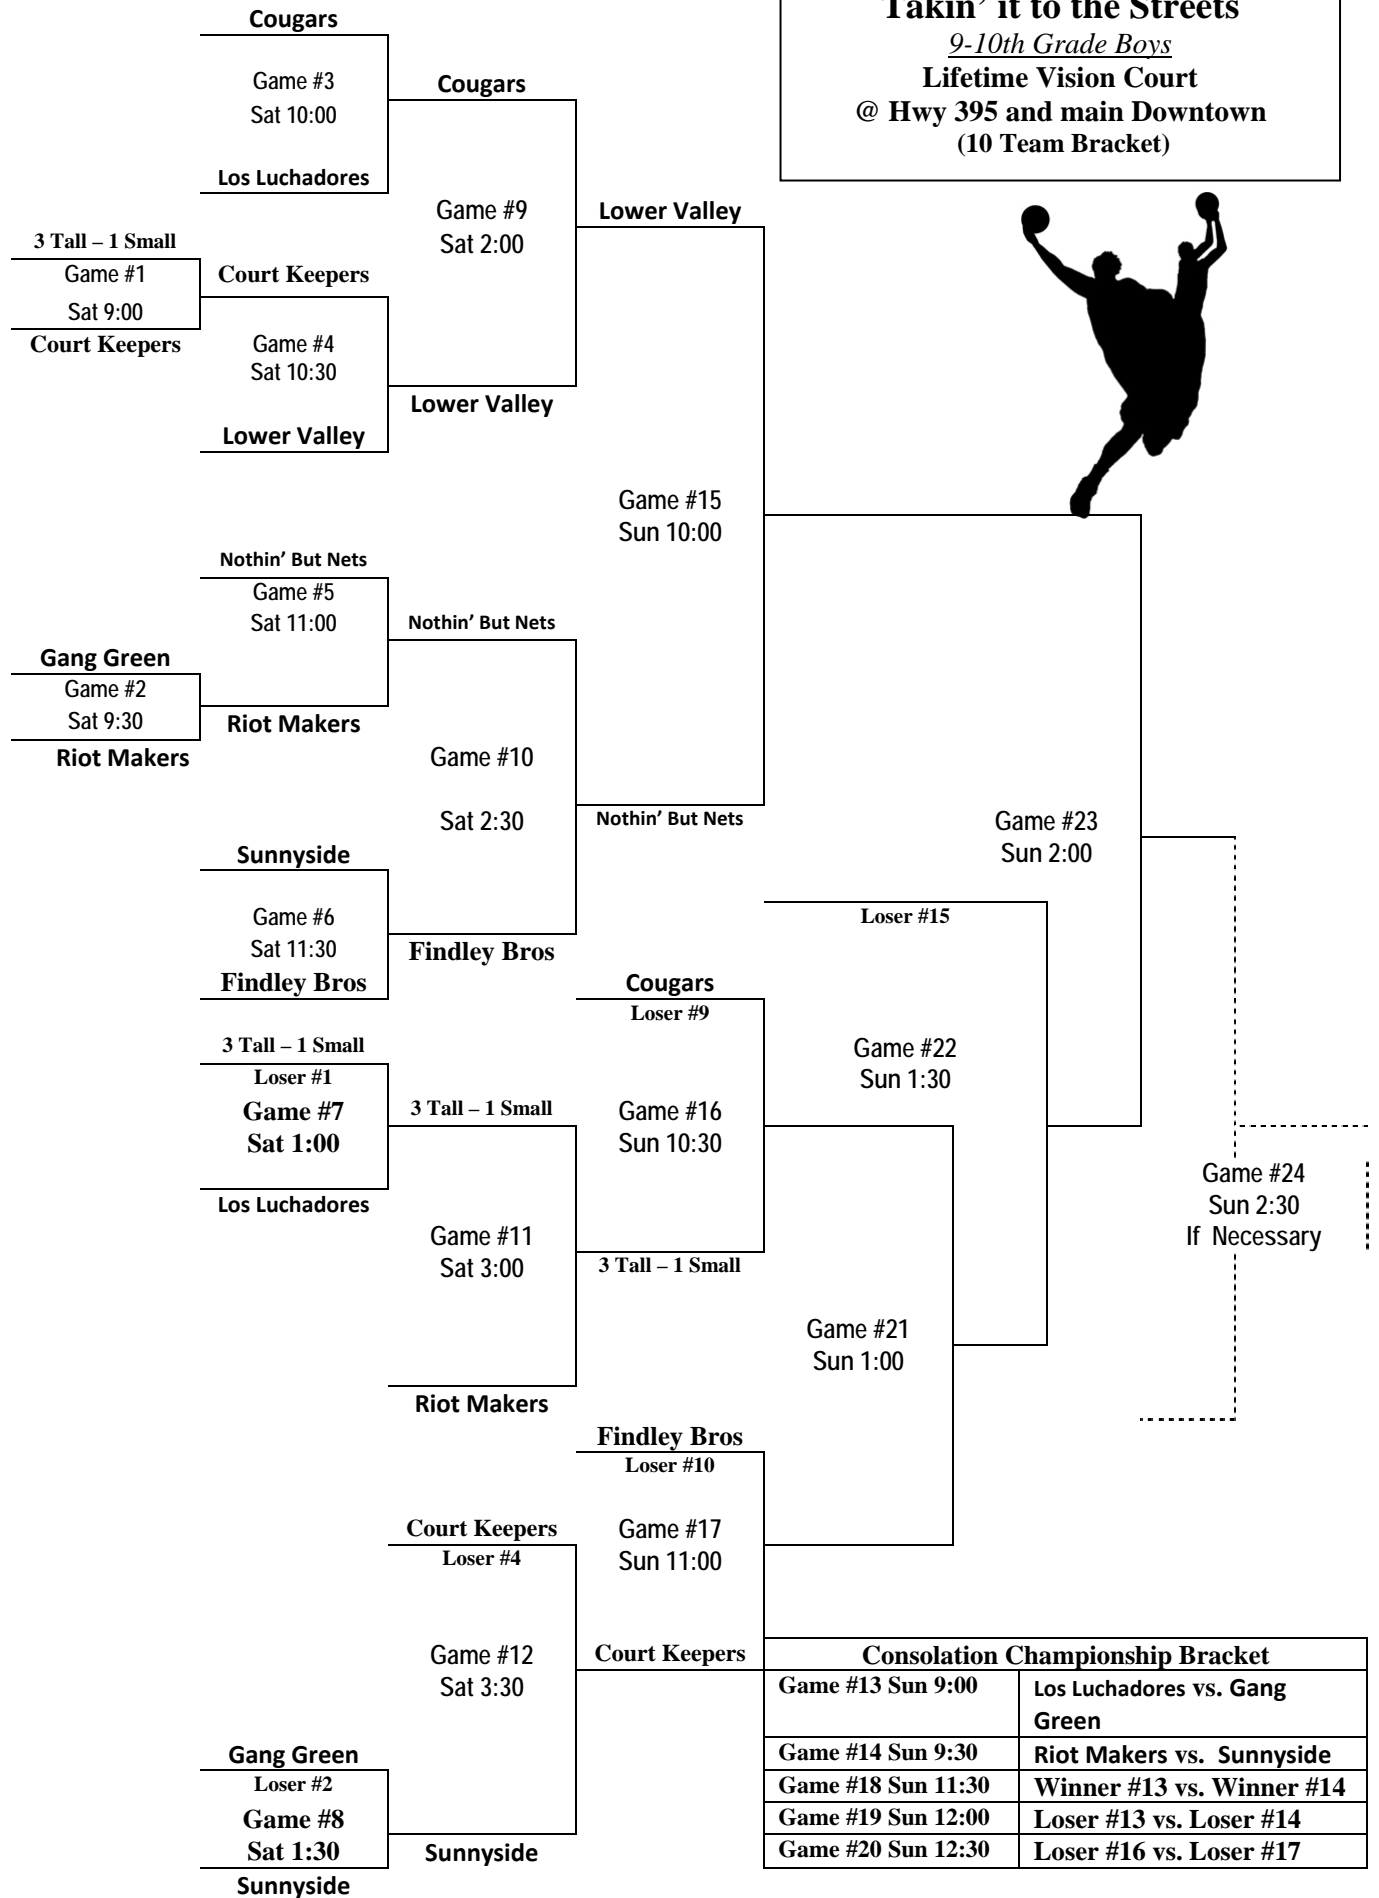 Takin’ it to the Streets
9-10th Grade Boys
Lifetime Vision Court
@ Hwy 395 and main Downtown
(10 Team Bracket)
Cougars
Game #3
Sat 10:00
Los Luchadores
Cougars
Game #9
Sat 2:00
Lower Valley
3 Tall – 1 Small
Game #1
Sat 9:00
Court Keepers
Court Keepers
Game #4
Sat 10:30
Lower Valley
Lower Valley
Game #15
Sun 10:00
Nothin’ But Nets
Game #5
Sat 11:00
Nothin’ But Nets
Gang Green
Game #2
Sat 9:30
Riot Makers
Riot Makers
Game #10
Sat 2:30
Nothin’ But Nets
Game #23
Sun 2:00
Sunnyside
Game #6
Sat 11:30
Findley Bros
Findley Bros
Loser #15
Cougars
Loser #9
3 Tall – 1 Small
Loser #1
Game #7
Sat 1:00
Los Luchadores
3 Tall – 1 Small
Game #16
Sun 10:30
Game #22
Sun 1:30
Game #24
Sun 2:30
If Necessary
Game #11
Sat 3:00
3 Tall – 1 Small
Game #21
Sun 1:00
Riot Makers
Findley Bros
Loser #10
Court Keepers
Loser #4
Game #17
Sun 11:00
Game #12
Sat 3:30
Court Keepers
Gang Green
Loser #2
Game #8
Sat 1:30
Sunnyside
Sunnyside
Consolation Championship Bracket
Game #13 Sun 9:00 Los Luchadores vs. Gang
Green
Game #14 Sun 9:30 Riot Makers vs. Sunnyside
Game #18 Sun 11:30 Winner #13 vs. Winner #14
Game #19 Sun 12:00 Loser #13 vs. Loser #14
Game #20 Sun 12:30 Loser #16 vs. Loser #17